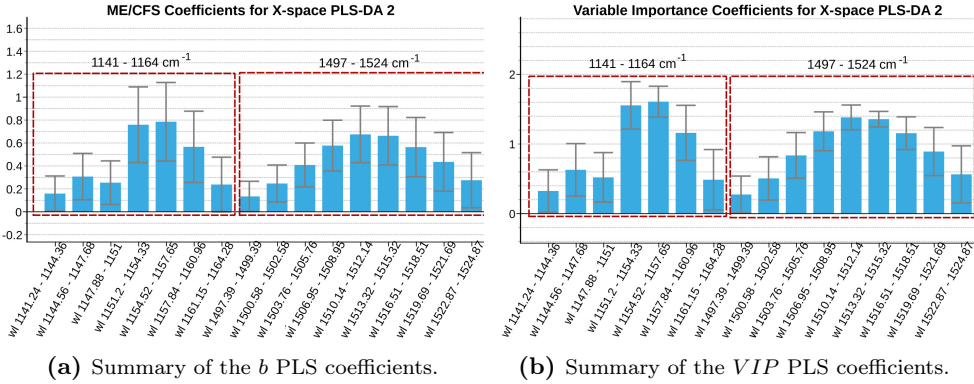 ME/CFS Coefficients for X-space PLS-DA 2
1141 - 1164 cm⁻¹
1497 - 1524 cm⁻¹
1.6
1.4
1.2
1
0.8
0.6
0.4
0.2
0
-0.2
wl 1141.24 - 1144.36
wl 1144.56 - 1147.68
wl 1147.88 - 1151
wl 1151.2 - 1154.33
wl 1154.52 - 1157.65
wl 1157.84 - 1160.96
wl 1161.15 - 1164.28
wl 1497.39 - 1499.39
wl 1500.58 - 1502.58
wl 1503.76 - 1505.76
wl 1506.95 - 1508.95
wl 1510.14 - 1512.14
wl 1513.32 - 1515.32
wl 1516.51 - 1518.51
wl 1519.69 - 1521.69
wl 1522.87 - 1524.87
(a) Summary of the b PLS coefficients.
Variable Importance Coefficients for X-space PLS-DA 2
1141 - 1164 cm⁻¹
1497 - 1524 cm⁻¹
2
1
0
wl 1141.24 - 1144.36
wl 1144.56 - 1147.68
wl 1147.88 - 1151
wl 1151.2 - 1154.33
wl 1154.52 - 1157.65
wl 1157.84 - 1160.96
wl 1161.15 - 1164.28
wl 1497.39 - 1499.39
wl 1500.58 - 1502.58
wl 1503.76 - 1505.76
wl 1506.95 - 1508.95
wl 1510.14 - 1512.14
wl 1513.32 - 1515.32
wl 1516.51 - 1518.51
wl 1519.69 - 1521.69
wl 1522.87 - 1524.87
(b) Summary of the VIP PLS coefficients.